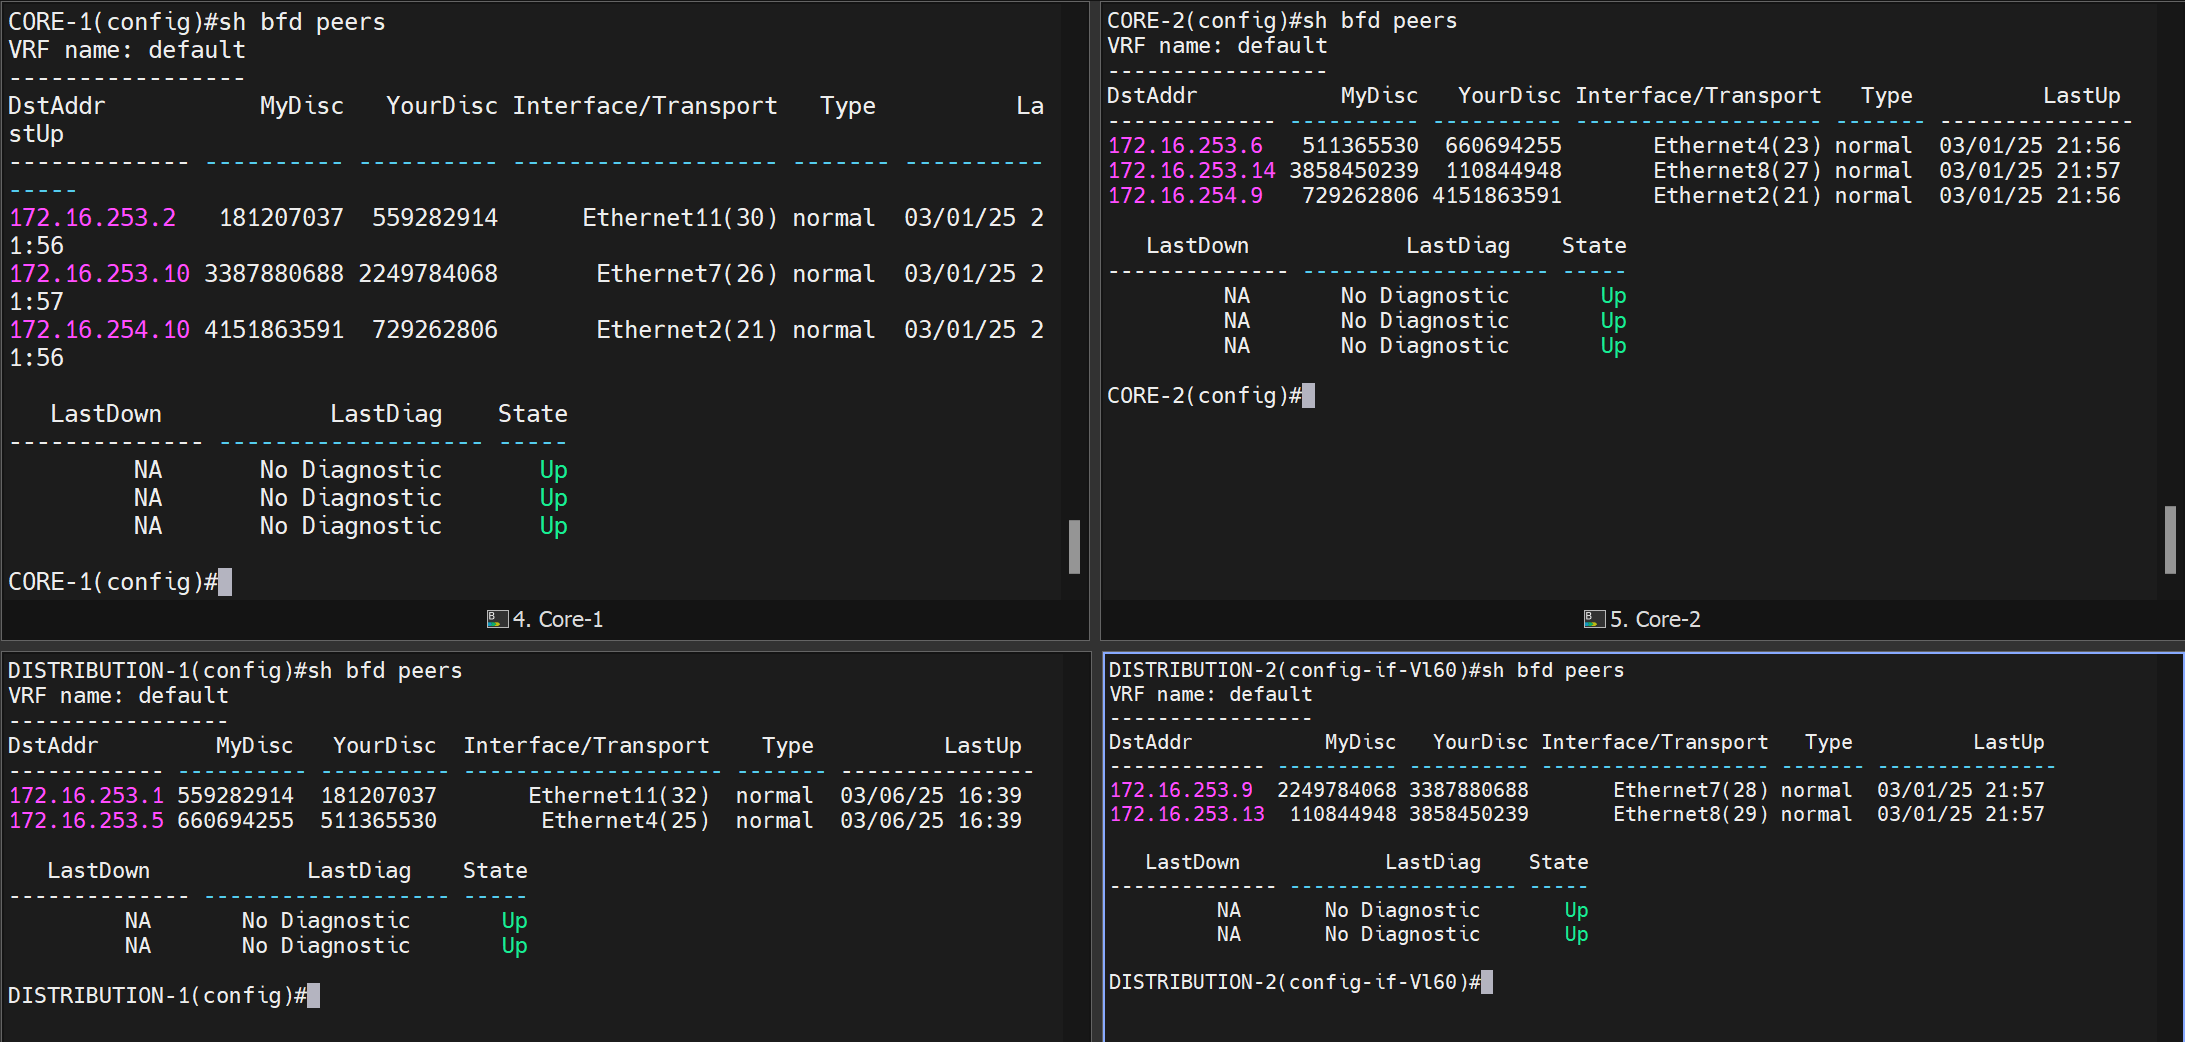 CORE-1(config)#sh bfd peers
VRF name: default
-----------------
DstAddr           MyDisc   YourDisc Interface/Transport   Type          La
stUp
------------- ---------- ---------- ------------------- ------- ----------
-----
172.16.253.2   181207037  559282914      Ethernet11(30) normal  03/01/25 2
1:56
172.16.253.10 3387880688 2249784068       Ethernet7(26) normal  03/01/25 2
1:57
172.16.254.10 4151863591  729262806       Ethernet2(21) normal  03/01/25 2
1:56
   LastDown            LastDiag    State
-------------- ------------------- -----
         NA       No Diagnostic       Up
         NA       No Diagnostic       Up
         NA       No Diagnostic       Up
CORE-1(config)#
4. Core-1
CORE-2(config)#sh bfd peers
VRF name: default
-----------------
DstAddr           MyDisc   YourDisc Interface/Transport   Type          LastUp
------------- ---------- ---------- ------------------- ------- ---------------
172.16.253.6   511365530  660694255       Ethernet4(23) normal  03/01/25 21:56
172.16.253.14 3858450239  110844948       Ethernet8(27) normal  03/01/25 21:57
172.16.254.9   729262806 4151863591       Ethernet2(21) normal  03/01/25 21:56
   LastDown            LastDiag    State
-------------- ------------------- -----
         NA       No Diagnostic       Up
         NA       No Diagnostic       Up
         NA       No Diagnostic       Up
CORE-2(config)#
5. Core-2
DISTRIBUTION-1(config)#sh bfd peers
VRF name: default
-----------------
DstAddr         MyDisc   YourDisc  Interface/Transport    Type          LastUp
------------ ---------- ---------- -------------------- ------- ---------------
172.16.253.1 559282914  181207037       Ethernet11(32)  normal  03/06/25 16:39
172.16.253.5 660694255  511365530        Ethernet4(25)  normal  03/06/25 16:39
   LastDown            LastDiag    State
-------------- ------------------- -----
         NA       No Diagnostic       Up
         NA       No Diagnostic       Up
DISTRIBUTION-1(config)#
DISTRIBUTION-2(config-if-Vl60)#sh bfd peers
VRF name: default
-----------------
DstAddr           MyDisc   YourDisc Interface/Transport   Type          LastUp
------------- ---------- ---------- ------------------- ------- ---------------
172.16.253.9  2249784068 3387880688       Ethernet7(28) normal  03/01/25 21:57
172.16.253.13  110844948 3858450239       Ethernet8(29) normal  03/01/25 21:57
   LastDown            LastDiag    State
-------------- ------------------- -----
         NA       No Diagnostic       Up
         NA       No Diagnostic       Up
DISTRIBUTION-2(config-if-Vl60)#